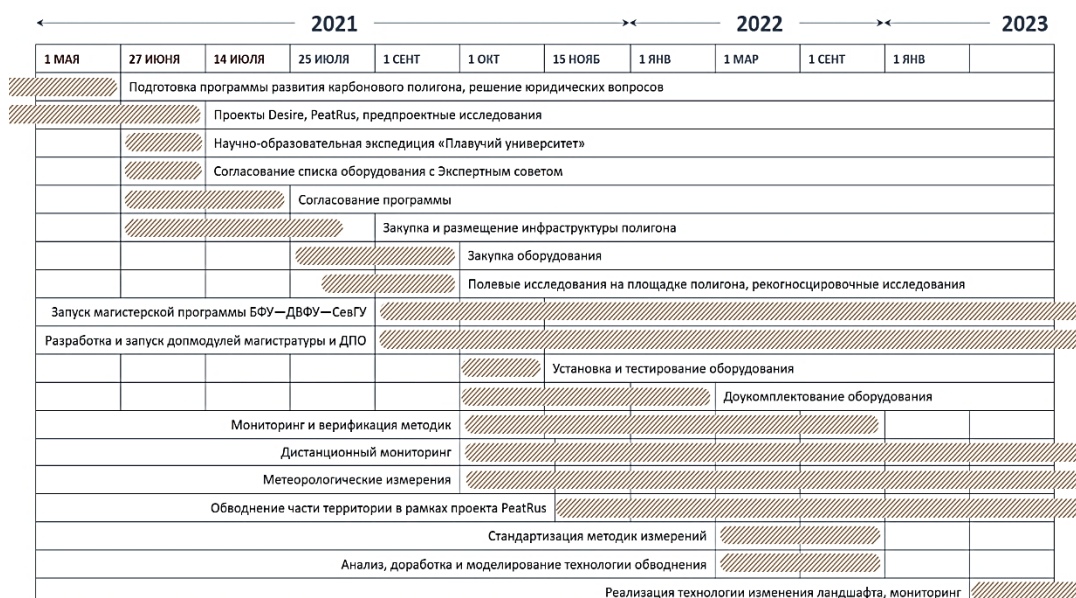 2021 2022 2023
1 МАЯ 27 ИЮНЯ 14 ИЮЛЯ 25 ИЮЛЯ 1 СЕНТ 1 ОКТ 15 НОЯБ 1 ЯНВ 1 МАР 1 СЕНТ 1 ЯНВ
Подготовка программы развития карбонового полигона, решение юридических вопросов
Проекты Desire, PeatRus, предпроектные исследования
Научно-образовательная экспедиция «Плавучий университет»
Согласование списка оборудования с Экспертным советом
Согласование программы
Закупка и размещение инфраструктуры полигона
Закупка оборудования
Полевые исследования на площадке полигона, рекогносцировочные исследования
Запуск магистерской программы БФУ—ДВФУ—СевГУ
Разработка и запуск допмодулей магистратуры и ДПО
Установка и тестирование оборудования
Доукомплектование оборудования
Мониторинг и верификация методик
Дистанционный мониторинг
Метеорологические измерения
Обводнение части территории в рамках проекта PeatRus
Стандартизация методик измерений
Анализ, доработка и моделирование технологии обводнения
Реализация технологии изменения ландшафта, мониторинг